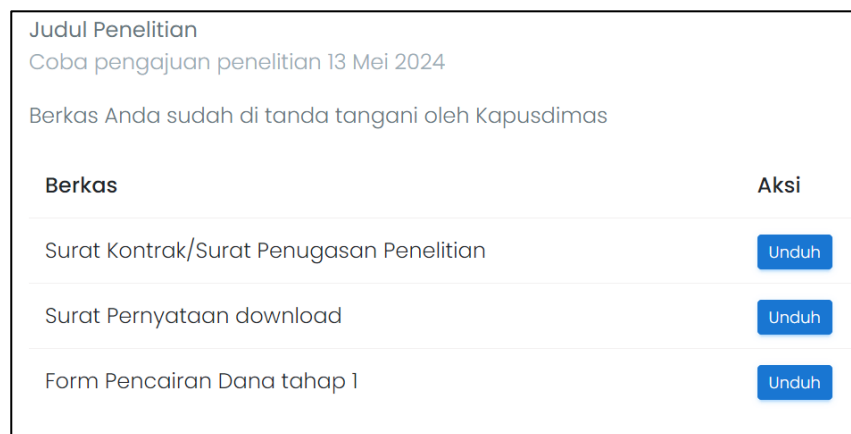 Judul Penelitian
Coba pengajuan penelitian 13 Mei 2024
Berkas Anda sudah di tanda tangani oleh Kapusdimas
Berkas Aksi
Surat Kontrak/Surat Penugasan Penelitian Unduh
Surat Pernyataan download Unduh
Form Pencairan Dana tahap 1 Unduh